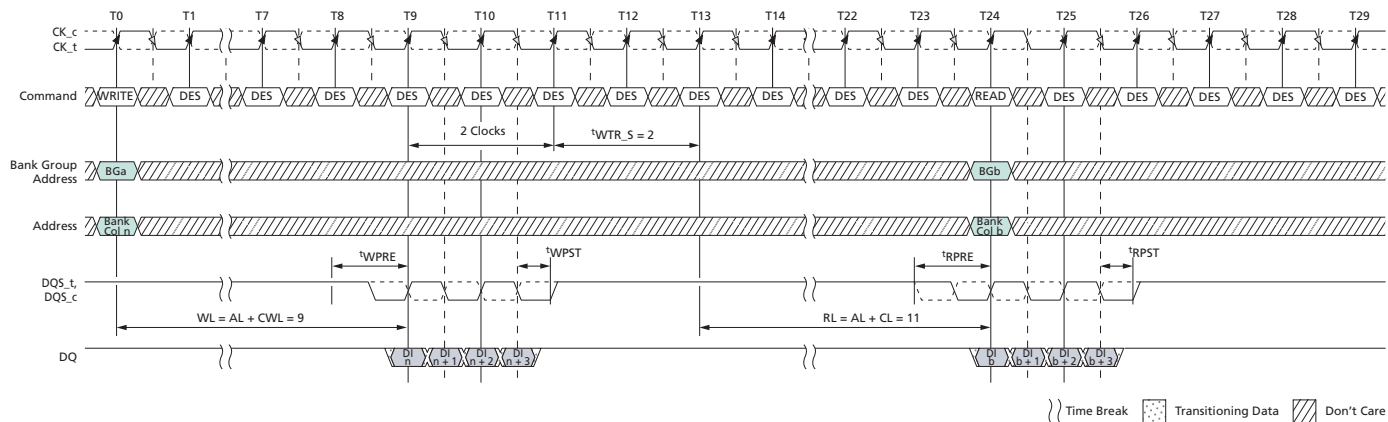 T0 T1 T7 T8 T9 T10 T11 T12 T13 T14 T22 T23 T24 T25 T26 T27 T28 T29
CK_c
CK_t
Command WRITE DES DES DES DES DES DES DES DES DES DES DES READ DES DES DES DES DES
2 Clocks tWTR_S = 2
Bank Group
Address BGa BGb
Address Bank
Col n Bank
Col b
tWPRE tWPST tRPRE tRPST
DQS_t,
DQS_c
WL = AL + CWL = 9 RL = AL + CL = 11
DQ DI
n DI
n + 1 DI
n + 2 DI
n + 3 DI
b DI
b + 1 DI
b + 2 DI
b + 3
Time Break Transitioning Data Don't Care